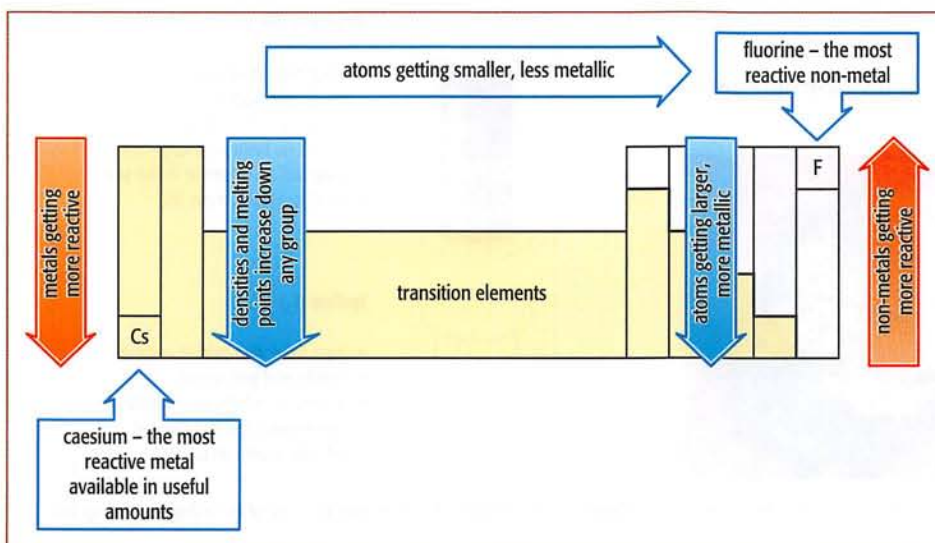 atoms getting smaller, less metallic
fluorine – the most
reactive non-metal
metals getting
more reactive
densities and melting
points increase down
any group
transition elements
atoms getting larger,
more metallic
F
non-metals getting
more reactive
Cs
caesium – the most
reactive metal
available in useful
amounts